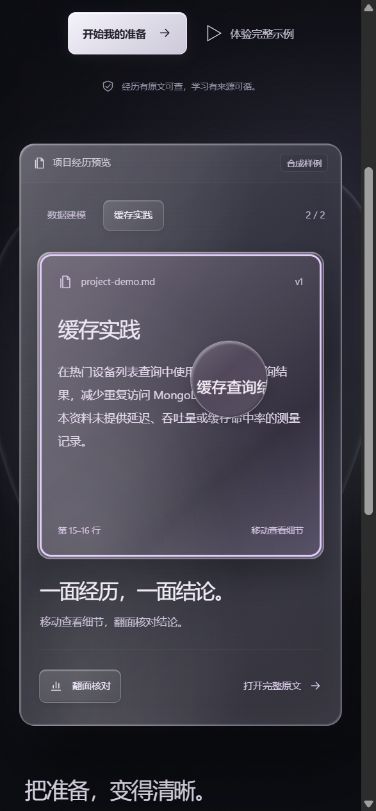 开始我的准备 →
体验完整示例
经历有原文可查，学习有来源可循。
项目经历预览
合成样例
数据建模
缓存实践
2 / 2
project-demo.md
v1
缓存实践
在热门设备列表查询中使用
缓存查询结
询结
果，减少重复访问 Mongo
本资料未提供延迟、吞吐量或缓存命中率的测量
记录。
第 15–16 行
移动查看细节
一面经历，一面结论。
移动查看细节，翻面核对结论。
翻面核对
打开完整原文 →
把准备，变得清晰。